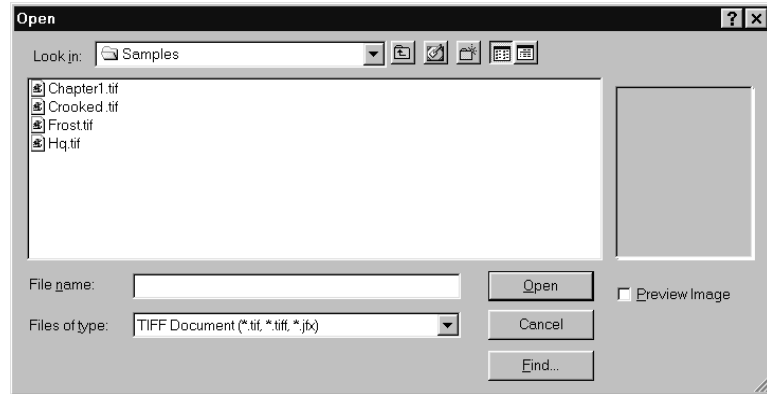 Open
Look in: Samples
Chapter1.tif
Crooked .tif
Frost.tif
Hq.tif
File name:
Open
Preview Image
Files of type: TIFF Document (*.tif, *.tiff, *.jfx)
Cancel
Find...